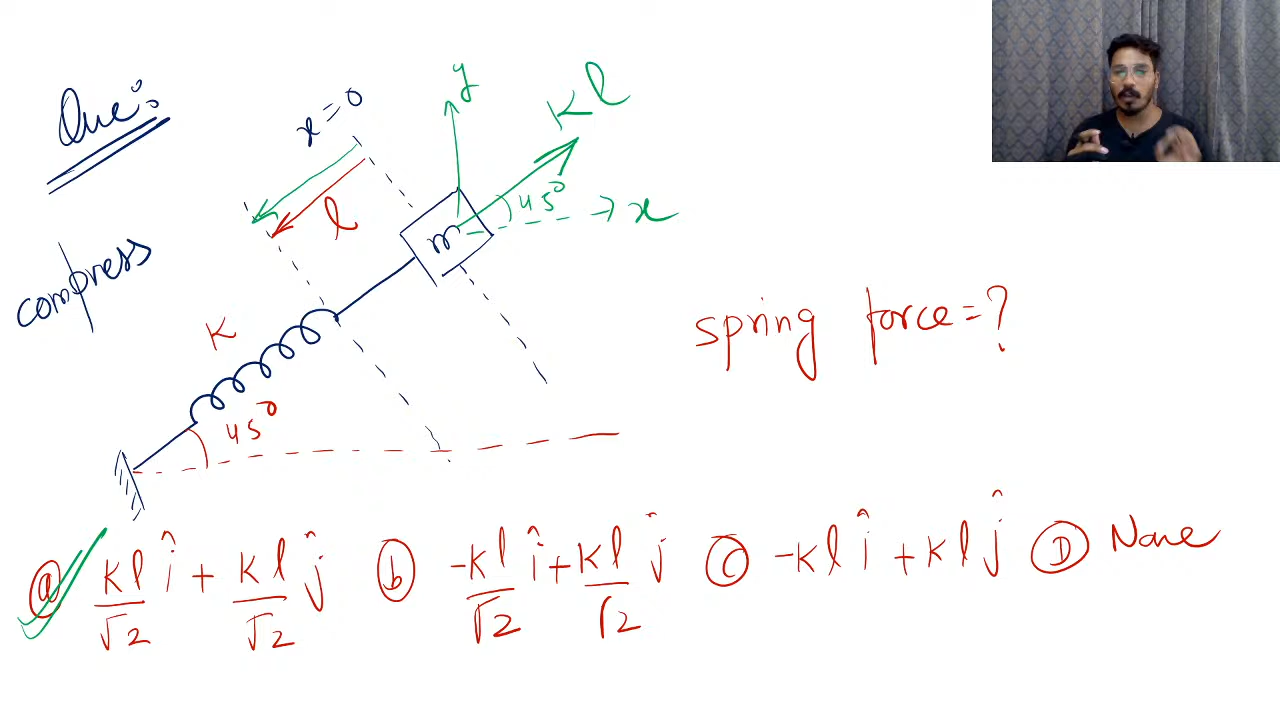 Que:
x = 0
y
Kl
l
45°
x
m
compress
K
45°
spring force = ?
(a) Kl/√2 î + Kl/√2 ĵ (b) -Kl/√2 î + Kl/√2 ĵ (c) -Kl î + Kl ĵ (D) None